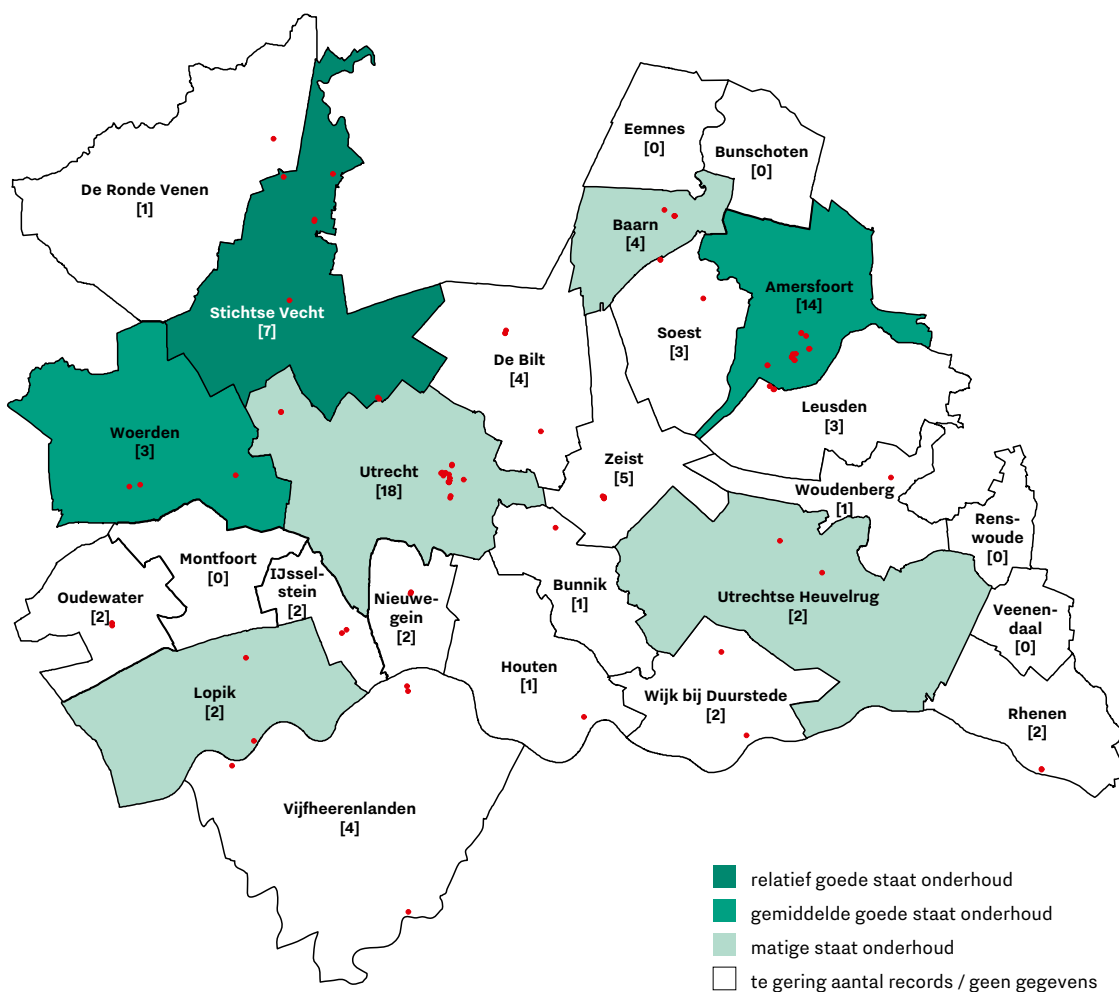 Eemnes
[0]
Bunschoten
[0]
De Ronde Venen
[1]
Baarn
[4]
Amersfoort
[14]
Stichtse Vecht
[7]
Soest
[3]
De Bilt
[4]
Leusden
[3]
Woerden
[3]
Utrecht
[18]
Zeist
[5]
Woudenberg
[1]
Rens-
woude
[0]
Montfoort
[0]
IJssel-
stein
[2]
Oudewater
[2]
Nieuwe-
gein
[2]
Bunnik
[1]
Utrechtse Heuvelrug
[2]
Veenen-
daal
[0]
Lopik
[2]
Houten
[1]
Wijk bij Duurstede
[2]
Rhenen
[2]
Vijfheerenlanden
[4]
relatief goede staat onderhoud
gemiddelde goede staat onderhoud
matige staat onderhoud
te gering aantal records / geen gegevens